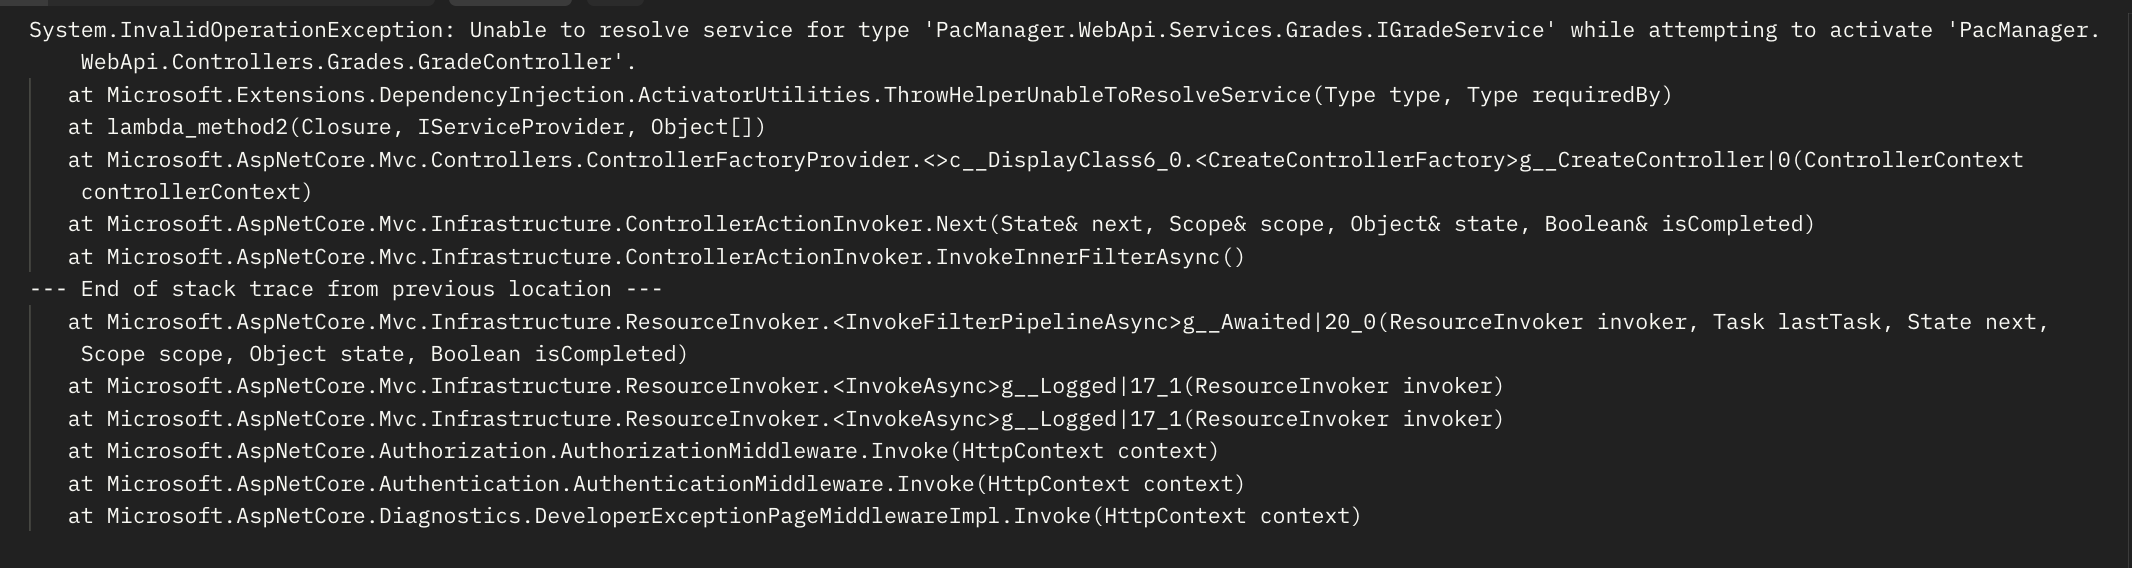 System.InvalidOperationException: Unable to resolve service for type 'PacManager.WebApi.Services.Grades.IGradeService' while attempting to activate 'PacManager.
WebApi.Controllers.Grades.GradeController'.
at Microsoft.Extensions.DependencyInjection.ActivatorUtilities.ThrowHelperUnableToResolveService(Type type, Type requiredBy)
at lambda_method2(Closure, IServiceProvider, Object[])
at Microsoft.AspNetCore.Mvc.Controllers.ControllerFactoryProvider.<>c__DisplayClass6_0.<CreateControllerFactory>g__CreateController|0(ControllerContext
controllerContext)
at Microsoft.AspNetCore.Mvc.Infrastructure.ControllerActionInvoker.Next(State& next, Scope& scope, Object& state, Boolean& isCompleted)
at Microsoft.AspNetCore.Mvc.Infrastructure.ControllerActionInvoker.InvokeInnerFilterAsync()
--- End of stack trace from previous location ---
at Microsoft.AspNetCore.Mvc.Infrastructure.ResourceInvoker.<InvokeFilterPipelineAsync>g__Awaited|20_0(ResourceInvoker invoker, Task lastTask, State next,
Scope scope, Object state, Boolean isCompleted)
at Microsoft.AspNetCore.Mvc.Infrastructure.ResourceInvoker.<InvokeAsync>g__Logged|17_1(ResourceInvoker invoker)
at Microsoft.AspNetCore.Mvc.Infrastructure.ResourceInvoker.<InvokeAsync>g__Logged|17_1(ResourceInvoker invoker)
at Microsoft.AspNetCore.Authorization.AuthorizationMiddleware.Invoke(HttpContext context)
at Microsoft.AspNetCore.Authentication.AuthenticationMiddleware.Invoke(HttpContext context)
at Microsoft.AspNetCore.Diagnostics.DeveloperExceptionPageMiddlewareImpl.Invoke(HttpContext context)